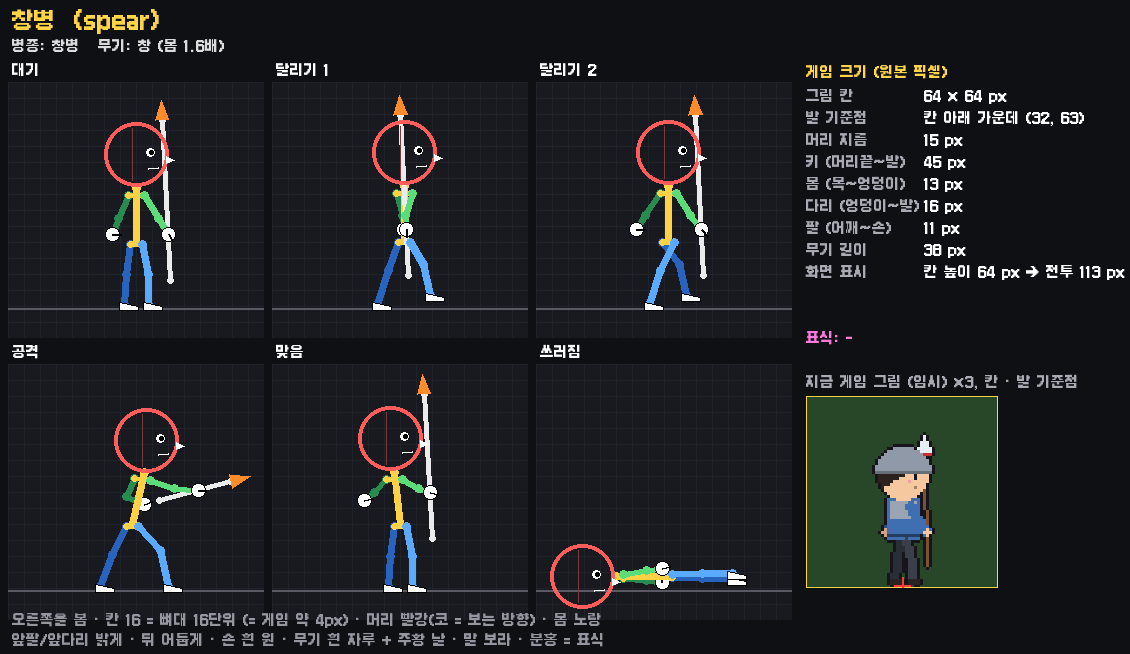 창병 (spear)
병종: 창병 무기: 창 (몸 1.6배)
대기
달리기 1
달리기 2
공격
맞음
쓰러짐
오른쪽을 봄 · 칸 16 = 뼈대 16단위 (= 게임 약 4px) · 머리 빨강(코 = 보는 방향) · 몸 노랑
앞팔/앞다리 밝게 · 뒤 어둡게 · 손 흰 원 · 무기 흰 자루 + 주황 날 · 말 보라 · 분홍 = 표식
게임 크기 (원본 픽셀)
그림 칸 64 × 64 px
발 기준점 칸 아래 가운데 (32, 63)
머리 지름 15 px
키 (머리끝~발) 45 px
몸 (목~엉덩이) 13 px
다리 (엉덩이~발) 16 px
팔 (어깨~손) 11 px
무기 길이 38 px
화면 표시 칸 높이 64 px → 전투 113 px
표식: -
지금 게임 그림 (임시) ×3, 칸 · 발 기준점